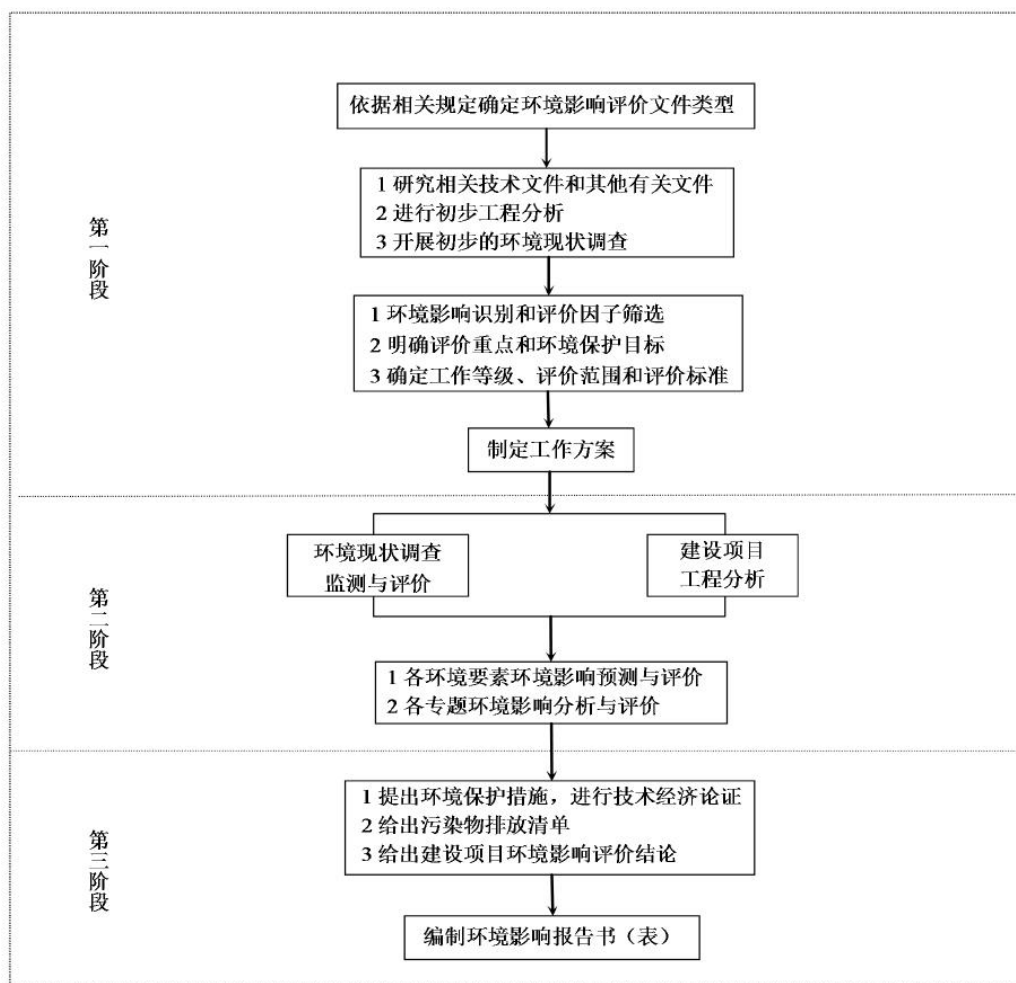 依据相关规定确定环境影响评价文件类型
1 研究相关技术文件和其他有关文件
2 进行初步工程分析
3 开展初步的环境现状调查
第一阶段
1 环境影响识别和评价因子筛选
2 明确评价重点和环境保护目标
3 确定工作等级、评价范围和评价标准
制定工作方案
环境现状调查
监测与评价
建设项目
工程分析
第二阶段
1 各环境要素环境影响预测与评价
2 各专题环境影响分析与评价
1 提出环境保护措施，进行技术经济论证
2 给出污染物排放清单
3 给出建设项目环境影响评价结论
第三阶段
编制环境影响报告书（表）